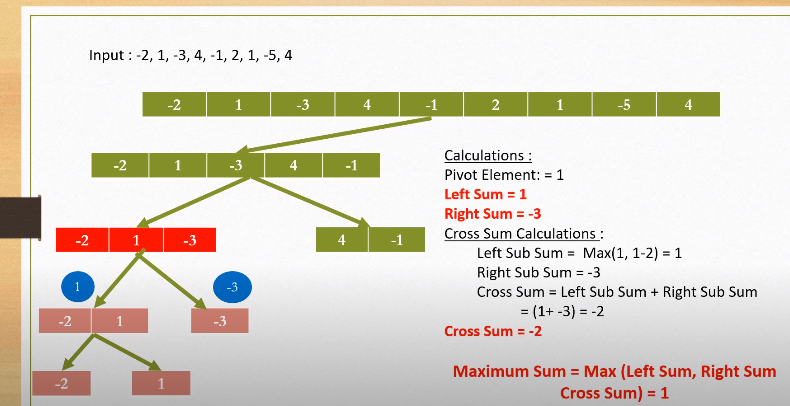 Input : -2, 1, -3, 4, -1, 2, 1, -5, 4
-2 1 -3 4 -1 2 1 -5 4
-2 1 -3 4 -1
-2 1 -3
4 -1
1
-3
-2 1
-3
-2
1
Calculations :
Pivot Element: = 1
Left Sum = 1
Right Sum = -3
Cross Sum Calculations :
Left Sub Sum = Max(1, 1-2) = 1
Right Sub Sum = -3
Cross Sum = Left Sub Sum + Right Sub Sum
= (1+ -3) = -2
Cross Sum = -2
Maximum Sum = Max (Left Sum, Right Sum
Cross Sum) = 1